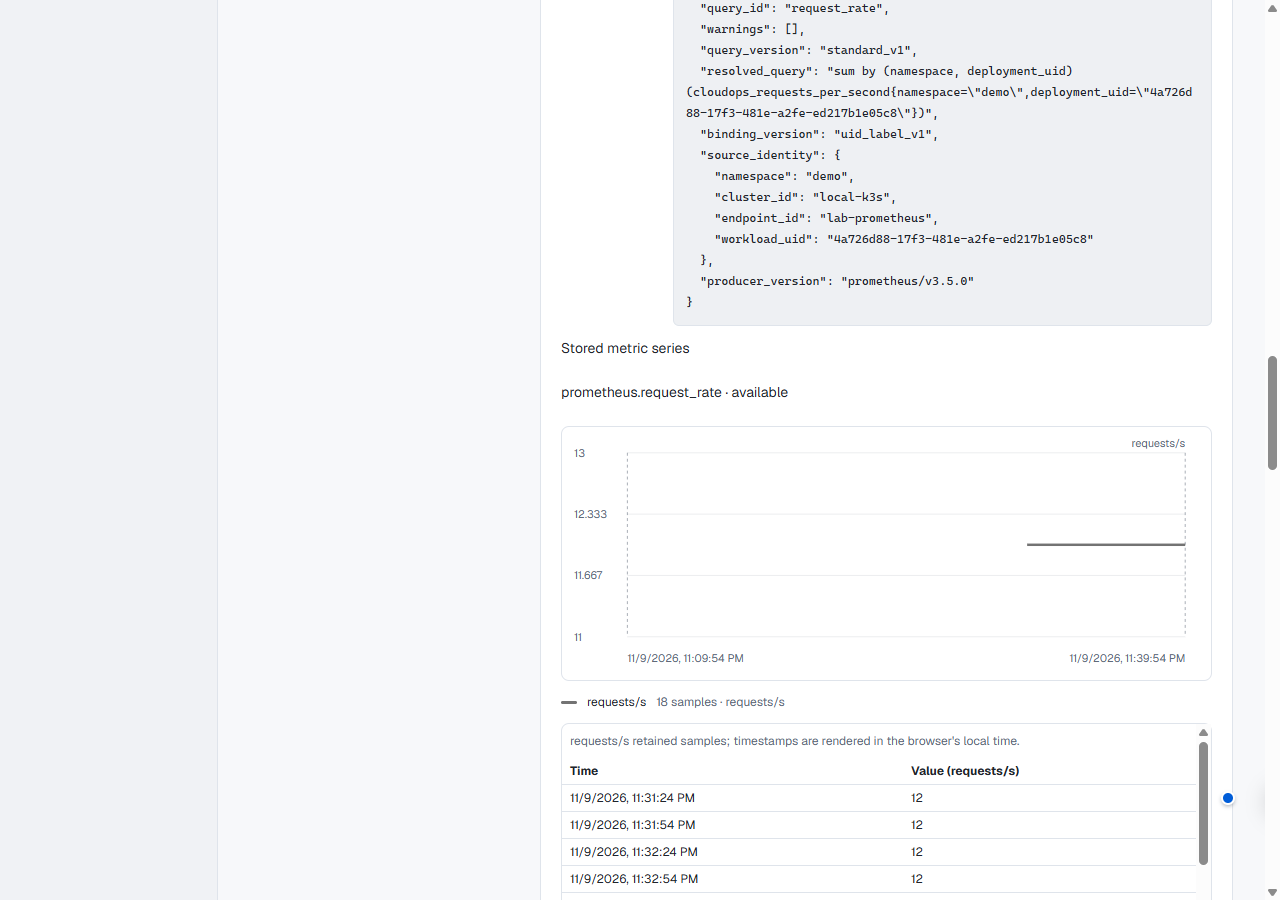 "query_id": "request_rate",
"warnings": [],
"query_version": "standard_v1",
"resolved_query": "sum by (namespace, deployment_uid)
(cloudops_requests_per_second{namespace=\"demo\",deployment_uid=\"4a726d
88-17f3-481e-a2fe-ed217b1e05c8\"})",
"binding_version": "uid_label_v1",
"source_identity": {
"namespace": "demo",
"cluster_id": "local-k3s",
"endpoint_id": "lab-prometheus",
"workload_uid": "4a726d88-17f3-481e-a2fe-ed217b1e05c8"
},
"producer_version": "prometheus/v3.5.0"
}
Stored metric series
prometheus.request_rate · available
requests/s
13
12.333
11.667
11
11/9/2026, 11:09:54 PM 11/9/2026, 11:39:54 PM
requests/s 18 samples · requests/s
requests/s retained samples; timestamps are rendered in the browser's local time.
Time Value (requests/s)
11/9/2026, 11:31:24 PM 12
11/9/2026, 11:31:54 PM 12
11/9/2026, 11:32:24 PM 12
11/9/2026, 11:32:54 PM 12